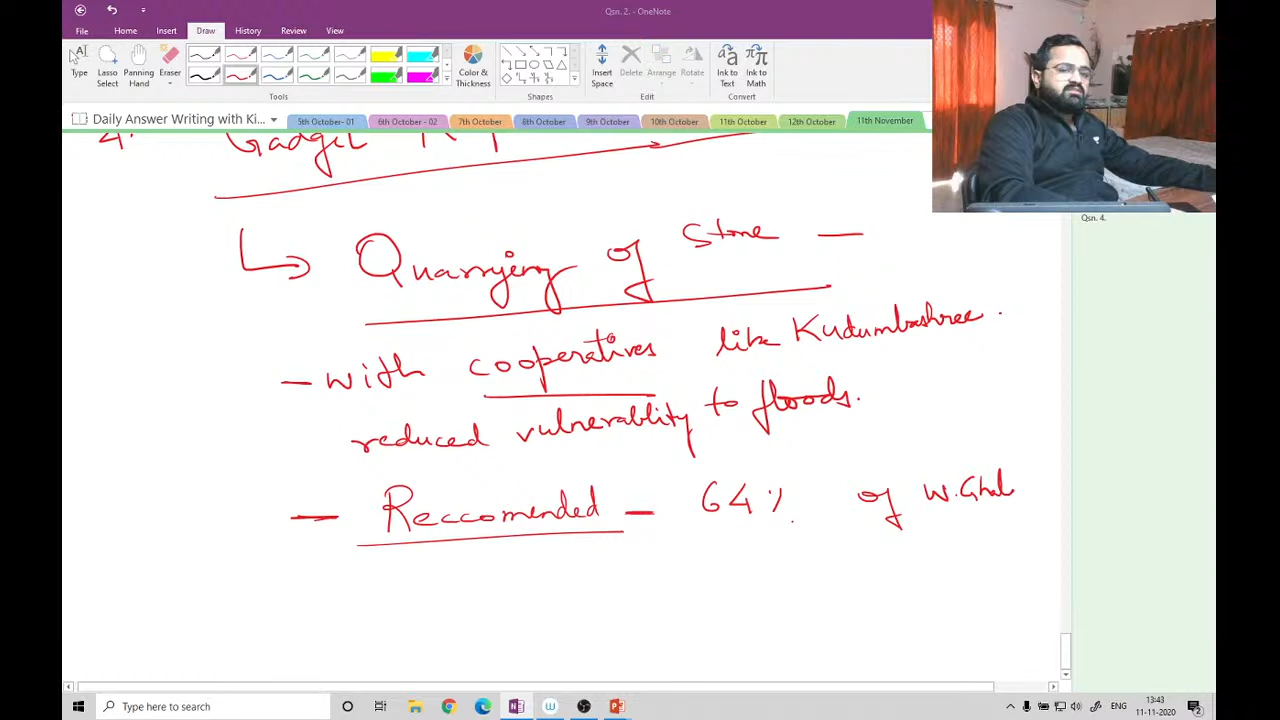 Qsn. 2. - OneNote
File Home Insert Draw History Review View
Type
Lasso Select
Panning Hand
Eraser
Color & Thickness
Insert Space
Delete
Arrange
Rotate
Ink to Text
Ink to Math
Tools
Shapes
Edit
Convert
Daily Answer Writing with Ki...
5th October- 01
6th October - 02
7th October
8th October
9th October
10th October
11th October
12th October
11th November
Qsn. 4.
4. Gadgil
Quarrying of Stone —
- with cooperatives like Kudumbashree.
reduced vulnerablity to floods.
- Reccomended - 64% of W.Ghat
Type here to search
ENG
13:43
11-11-2020
2